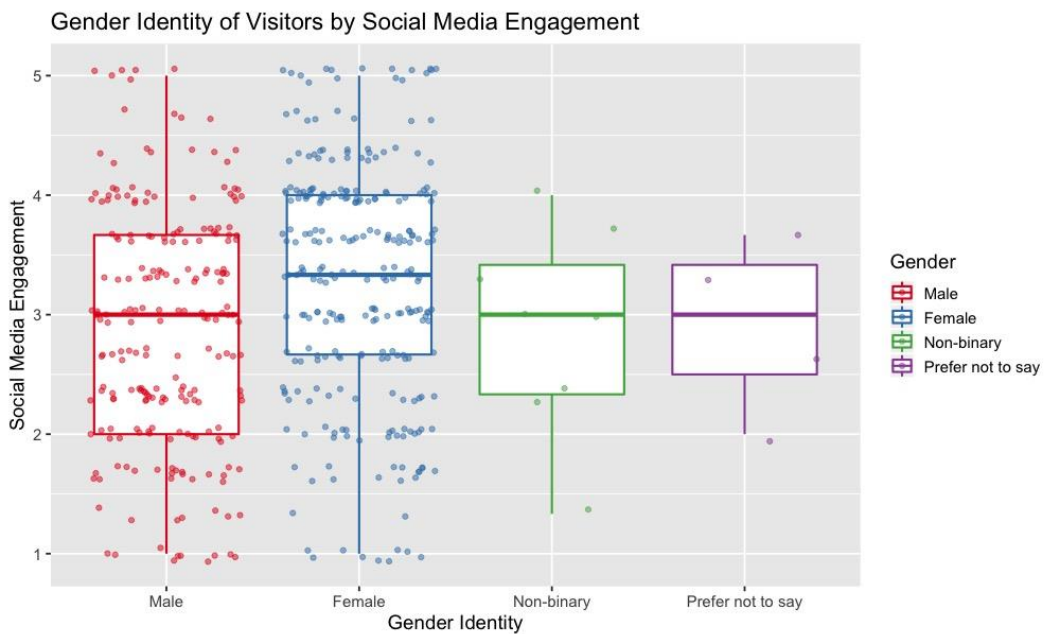 Gender Identity of Visitors by Social Media Engagement
Social Media Engagement
5
4
3
2
1
Male
Female
Non-binary
Prefer not to say
Gender Identity
Gender
Male
Female
Non-binary
Prefer not to say